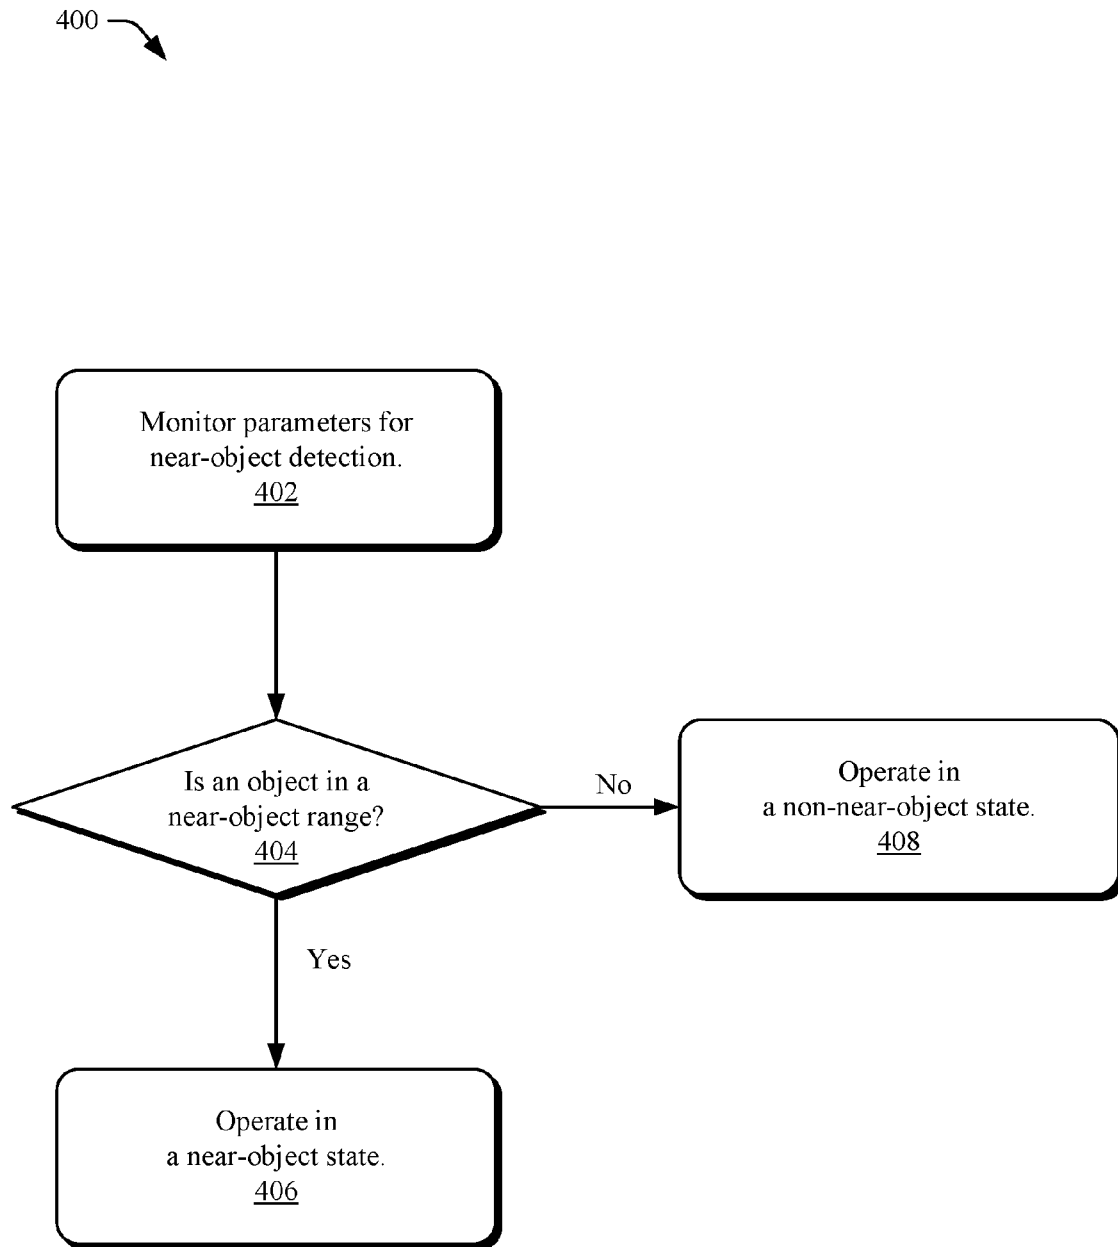 400
Monitor parameters for
near-object detection.
402
Is an object in a
near-object range?
404
No
Operate in
a non-near-object state.
408
Yes
Operate in
a near-object state.
406